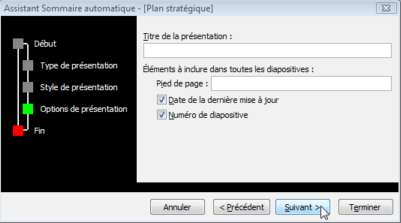 Assistant Sommaire automatique - [Plan stratégique]
Début
Type de présentation
Style de présentation
Options de présentation
Fin
Titre de la présentation :
Éléments à inclure dans toutes les diapositives :
Pied de page :
Date de la dernière mise à jour
Numéro de diapositive
Annuler
< Précédent
Suivant >
Terminer